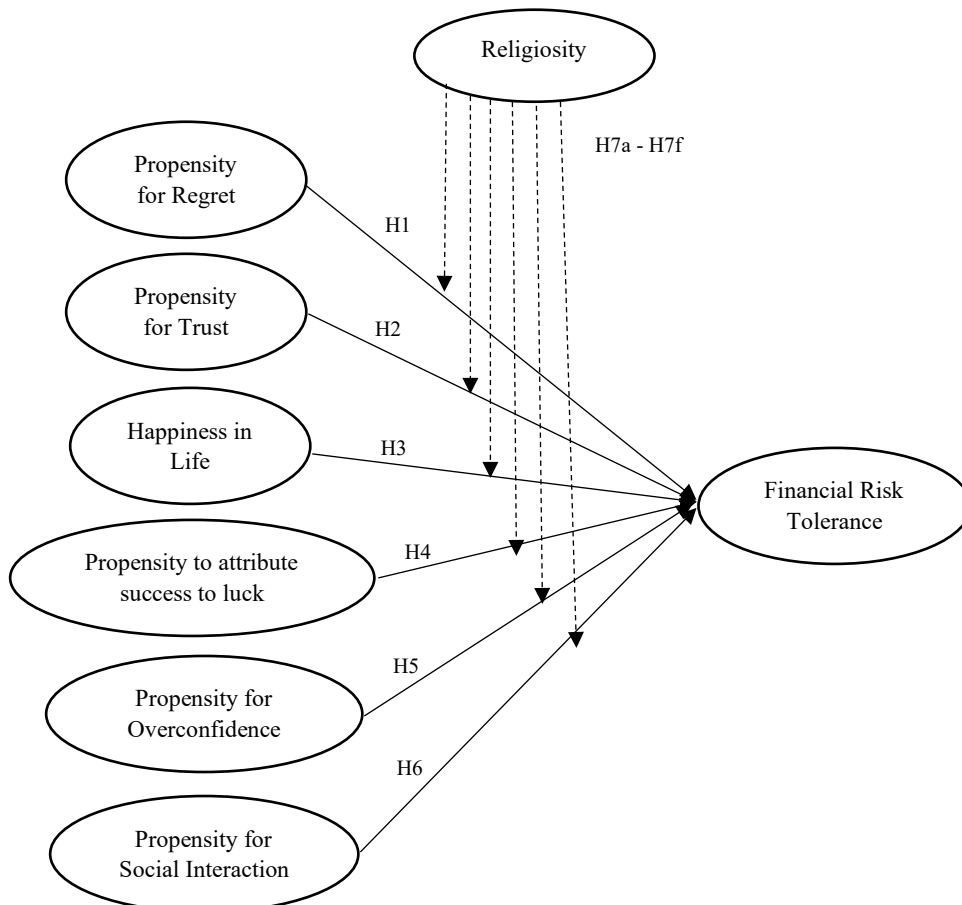 Religiosity
H7a - H7f
Propensity
for Regret
H1
Propensity
for Trust
H2
Happiness in
Life
H3
Financial Risk
Tolerance
Propensity to attribute
success to luck
H4
Propensity for
Overconfidence
H5
Propensity for
Social Interaction
H6